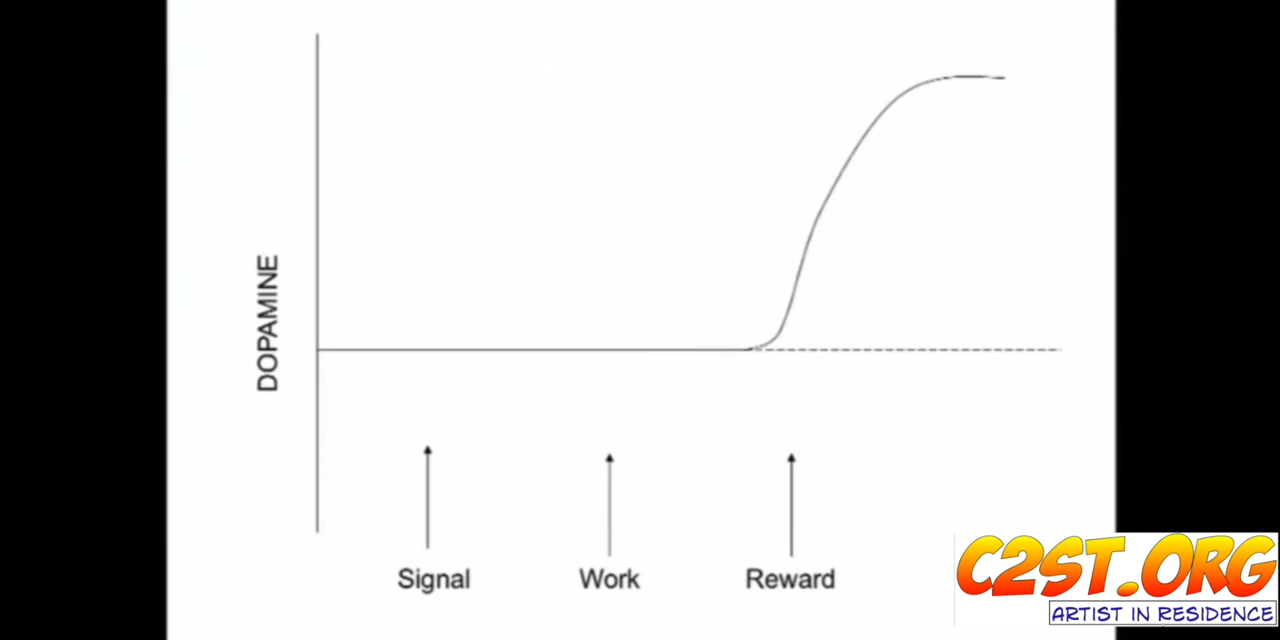 DOPAMINE
Signal
Work
Reward
C2ST.ORG
ARTIST IN RESIDENCE